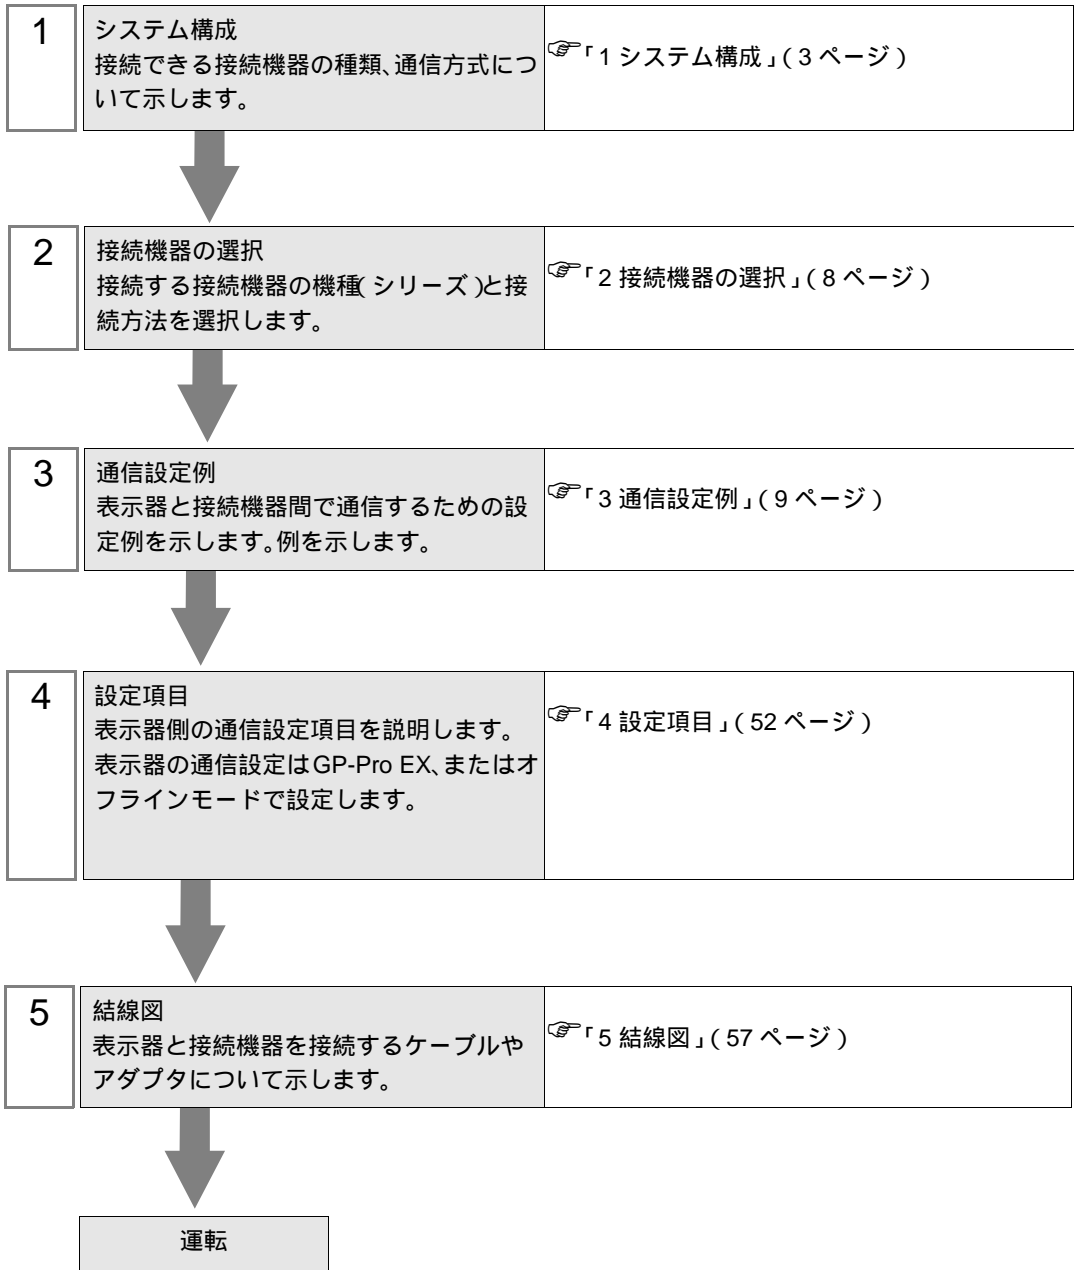 1
システム構成
接続できる接続機器の種類、通信方式につ
いて示します。
☞「1 システム構成」(3 ページ)
2
接続機器の選択
接続する接続機器の機種(シリーズ)と接
続方法を選択します。
☞「2 接続機器の選択」(8 ページ)
3
通信設定例
表示器と接続機器間で通信するための設
定例を示します。例を示します。
☞「3 通信設定例」(9 ページ)
4
設定項目
表示器側の通信設定項目を説明します。
表示器の通信設定はGP-Pro EX、またはオ
フラインモードで設定します。
☞「4 設定項目」(52 ページ)
5
結線図
表示器と接続機器を接続するケーブルや
アダプタについて示します。
☞「5 結線図」(57 ページ)
運転